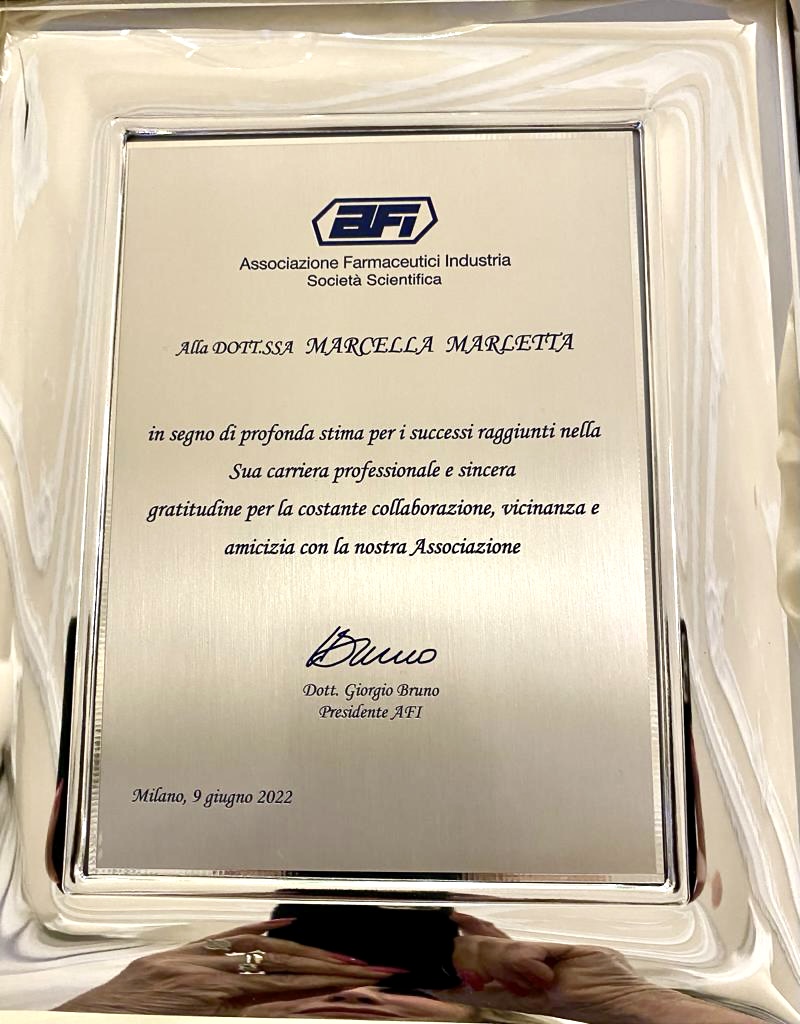 aFi
Associazione Farmaceutici Industria
Società Scientifica
Alla DOTT.SSA MARCELLA MARLETTA
in segno di profonda stima per i successi raggiunti nella
Sua carriera professionale e sincera
gratitudine per la costante collaborazione, vicinanza e
amicizia con la nostra Associazione
Bruno
Dott. Giorgio Bruno
Presidente AFI
Milano, 9 giugno 2022